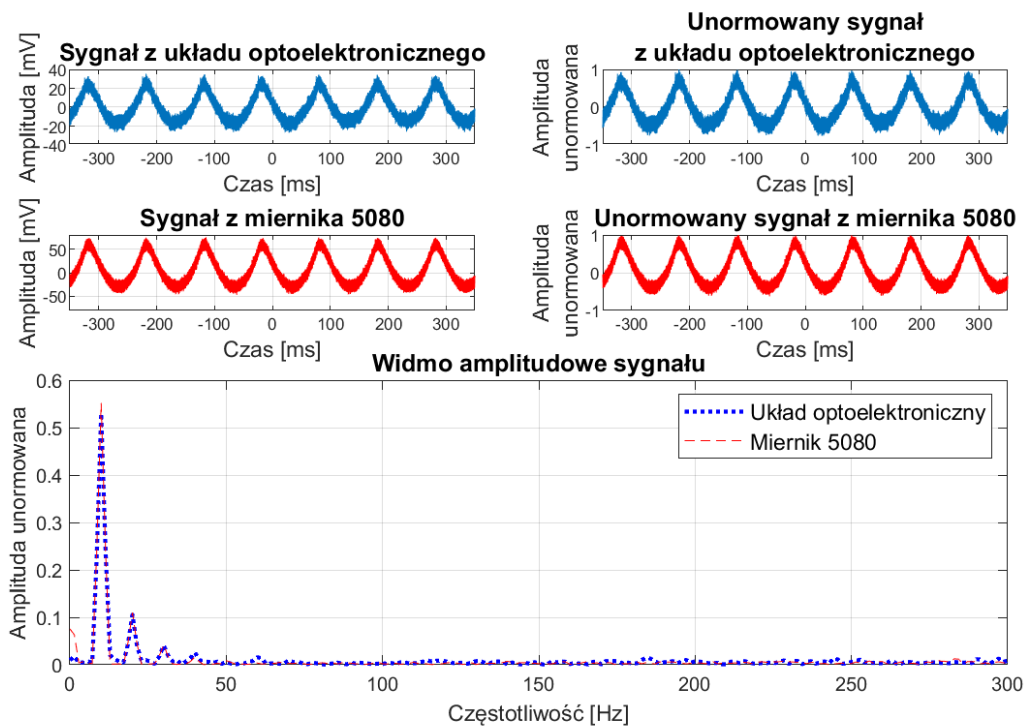 Sygnał z układu optoelektronicznego
Amplituda [mV]
40
20
0
-20
-40
-300
-200
-100
0
100
200
300
Czas [ms]
Unormowany sygnał
z układu optoelektronicznego
Amplituda
unormowana
1
0
-1
-300
-200
-100
0
100
200
300
Czas [ms]
Sygnał z miernika 5080
Amplituda [mV]
50
0
-50
-300
-200
-100
0
100
200
300
Czas [ms]
Unormowany sygnał z miernika 5080
Amplituda
unormowana
1
0
-1
-300
-200
-100
0
100
200
300
Czas [ms]
Widmo amplitudowe sygnału
Amplituda unormowana
0.6
0.5
0.4
0.3
0.2
0.1
0
Układ optoelektroniczny
Miernik 5080
0
50
100
150
200
250
300
Częstotliwość [Hz]